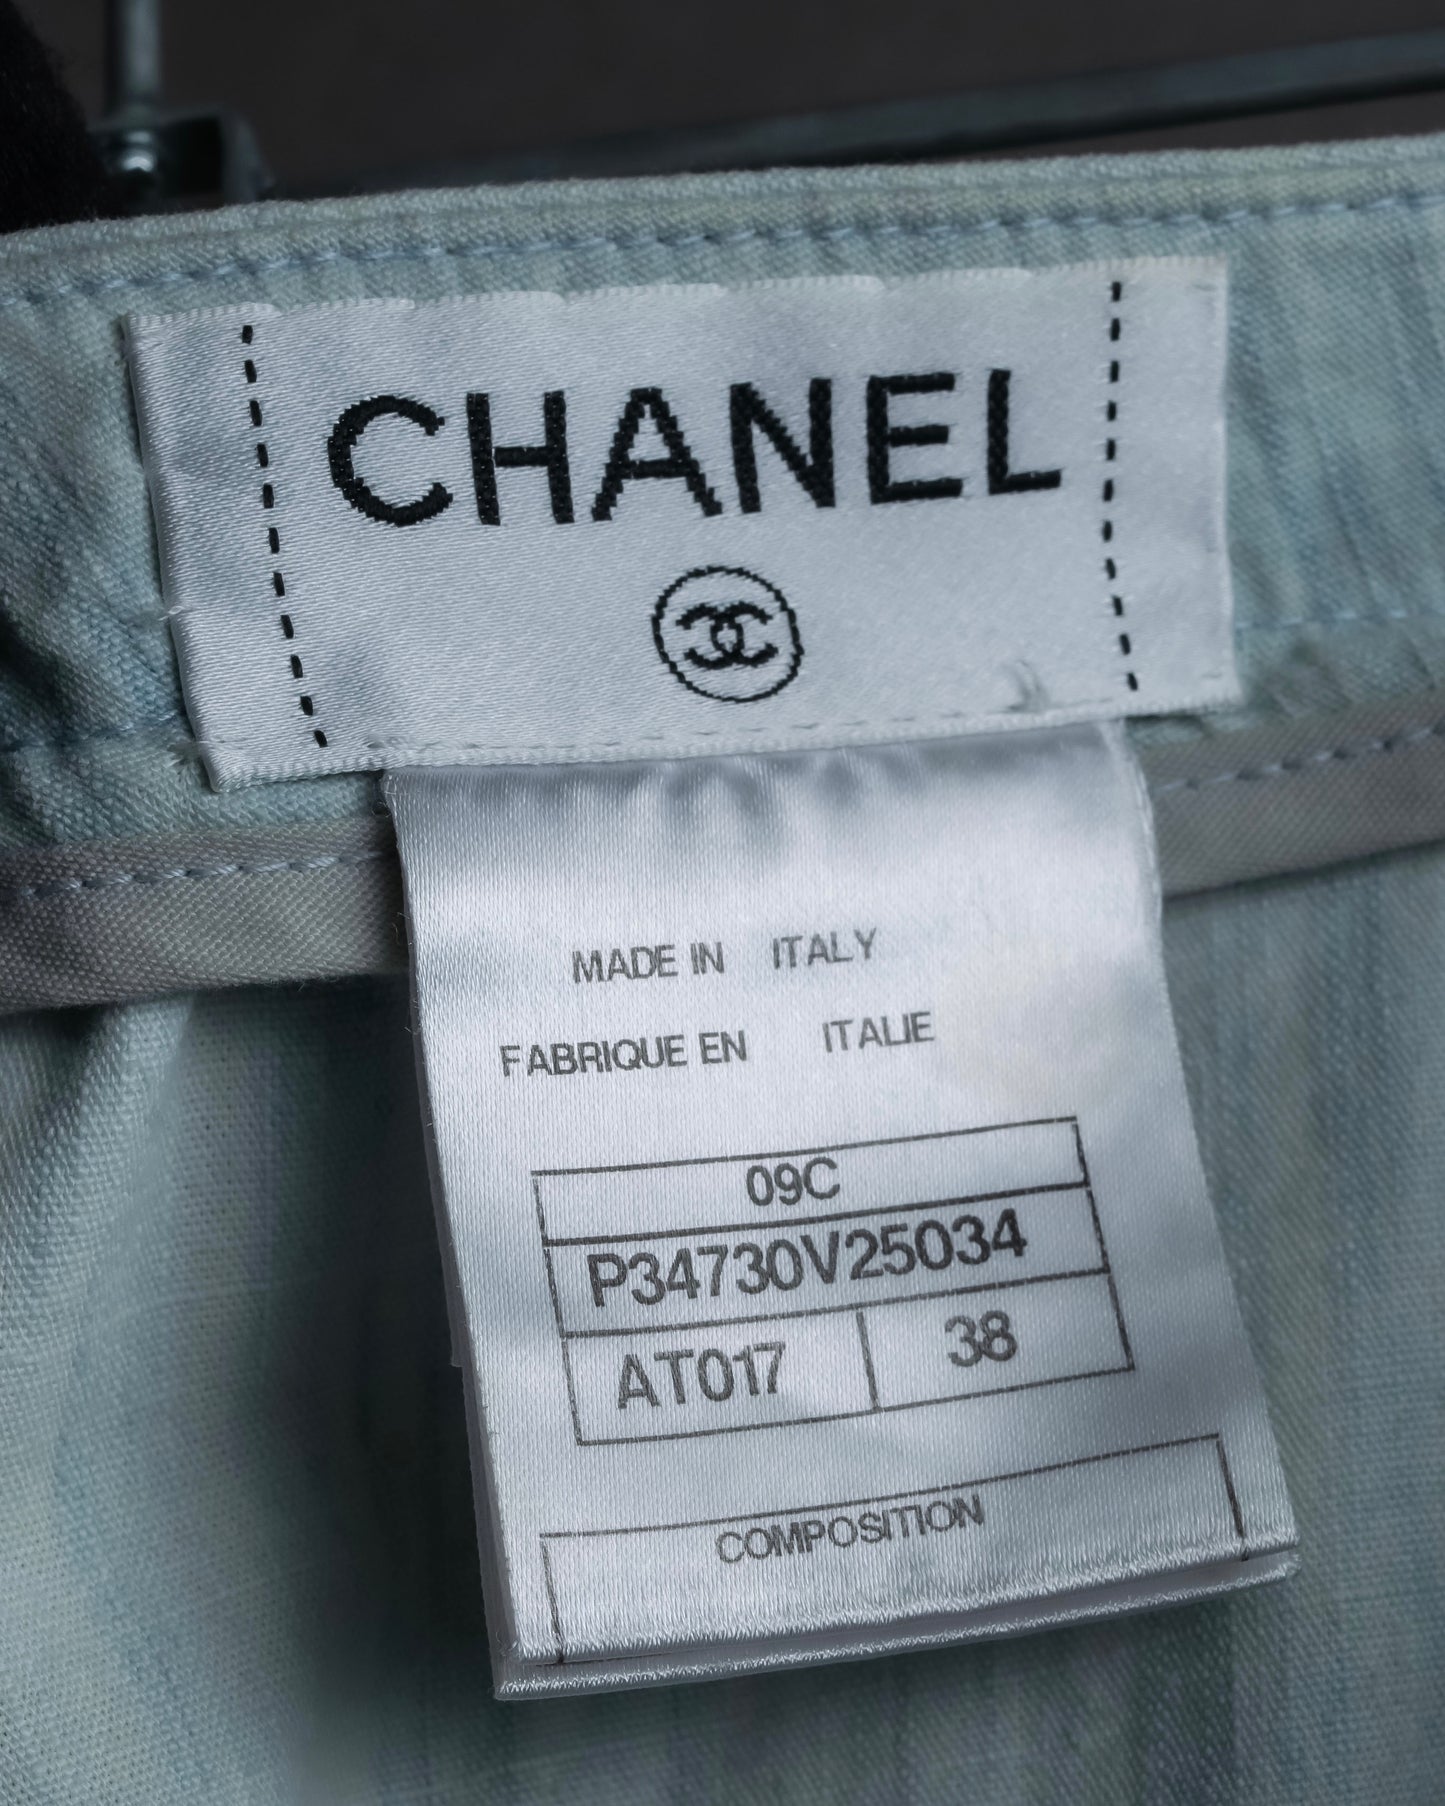 CHANEL
MADE IN ITALY
FABRIQUE EN ITALIE
09C
P34730V25034
AT017 38
COMPOSITION